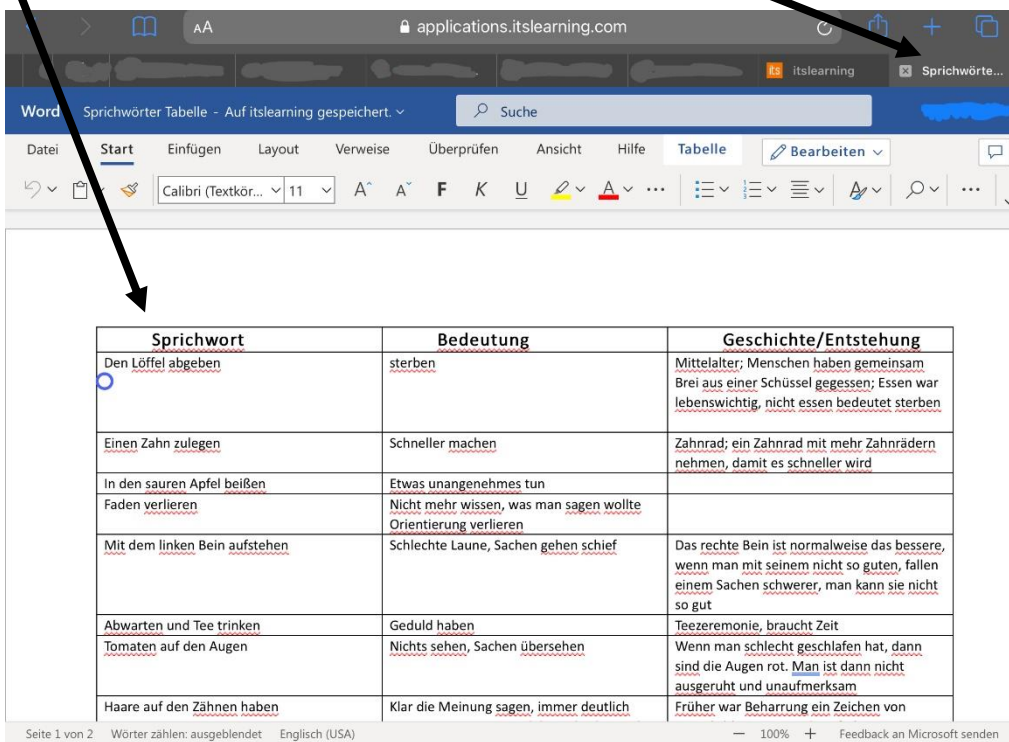 AA applications.itslearning.com
its itslearning Sprichwörte...
Word Sprichwörter Tabelle - Auf itslearning gespeichert. Suche
Datei Start Einfügen Layout Verweise Überprüfen Ansicht Hilfe Tabelle Bearbeiten
Calibri (Textkör... 11 A A F K U A ...
Sprichwort Bedeutung Geschichte/Entstehung
Den Löffel abgeben sterben Mittelalter; Menschen haben gemeinsam
Brei aus einer Schüssel gegessen; Essen war
lebenswichtig, nicht essen bedeutet sterben
Einen Zahn zulegen Schneller machen Zahnrad; ein Zahnrad mit mehr Zahnrädern
nehmen, damit es schneller wird
In den sauren Apfel beißen Etwas unangenehmes tun
Faden verlieren Nicht mehr wissen, was man sagen wollte
Orientierung verlieren
Mit dem linken Bein aufstehen Schlechte Laune, Sachen gehen schief Das rechte Bein ist normalweise das bessere,
wenn man mit seinem nicht so guten, fallen
einem Sachen schwerer, man kann sie nicht
so gut
Abwarten und Tee trinken Geduld haben Teezeremonie, braucht Zeit
Tomaten auf den Augen Nichts sehen, Sachen übersehen Wenn man schlecht geschlafen hat, dann
sind die Augen rot. Man ist dann nicht
ausgeruht und unaufmerksam
Haare auf den Zähnen haben Klar die Meinung sagen, immer deutlich Früher war Beharrung ein Zeichen von
Seite 1 von 2 Wörter zählen: ausgeblendet Englisch (USA) — 100% + Feedback an Microsoft senden